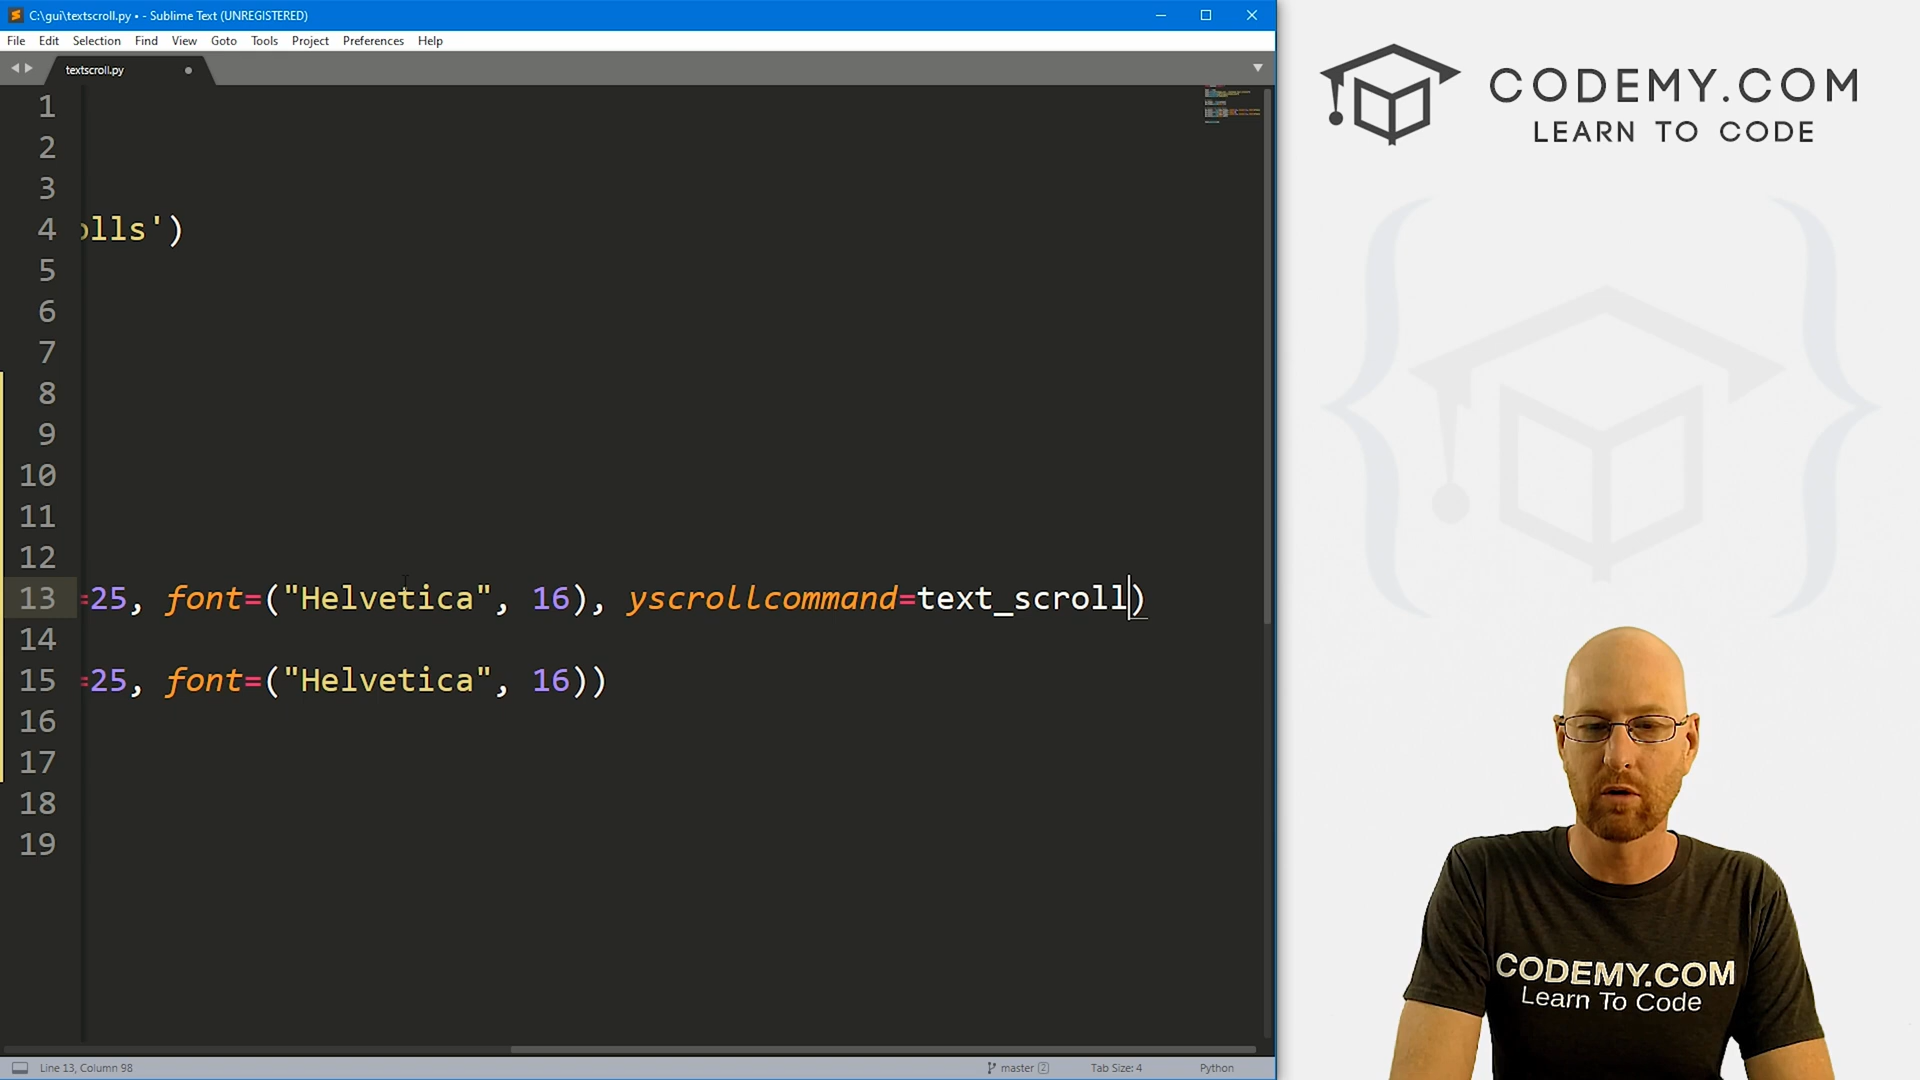 C:\gui\textscroll.py • - Sublime Text (UNREGISTERED)
File Edit Selection Find View Goto Tools Project Preferences Help
textscroll.py
1
2
3
4 olls')
5
6
7
8
9
10
11
12
13 =25, font=("Helvetica", 16), yscrollcommand=text_scroll)
14
15 =25, font=("Helvetica", 16))
16
17
18
19
Line 13, Column 98 master 2 Tab Size: 4 Python
CODEMY.COM
LEARN TO CODE
CODEMY.COM
Learn To Code